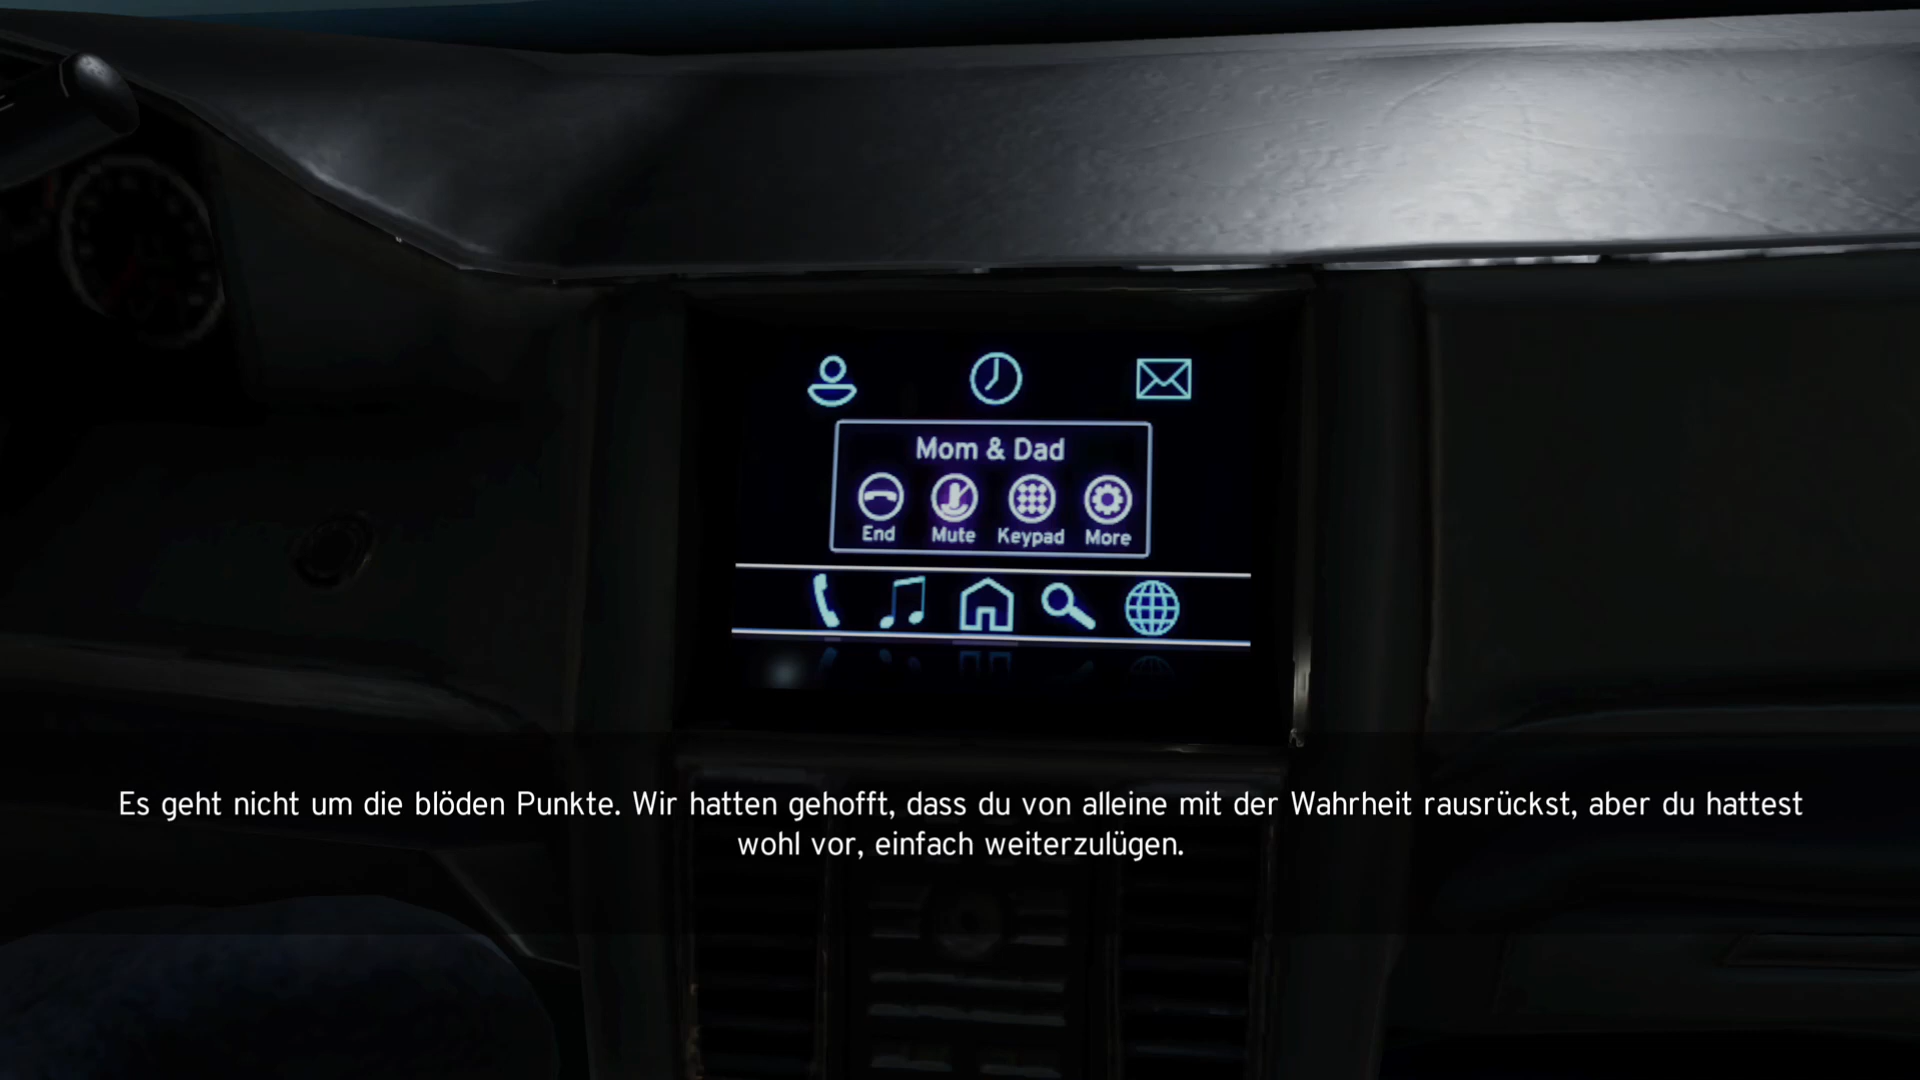 Mom & Dad
End Mute Keypad More
Es geht nicht um die blöden Punkte. Wir hatten gehofft, dass du von alleine mit der Wahrheit rausrückst, aber du hattest
wohl vor, einfach weiterzulügen.